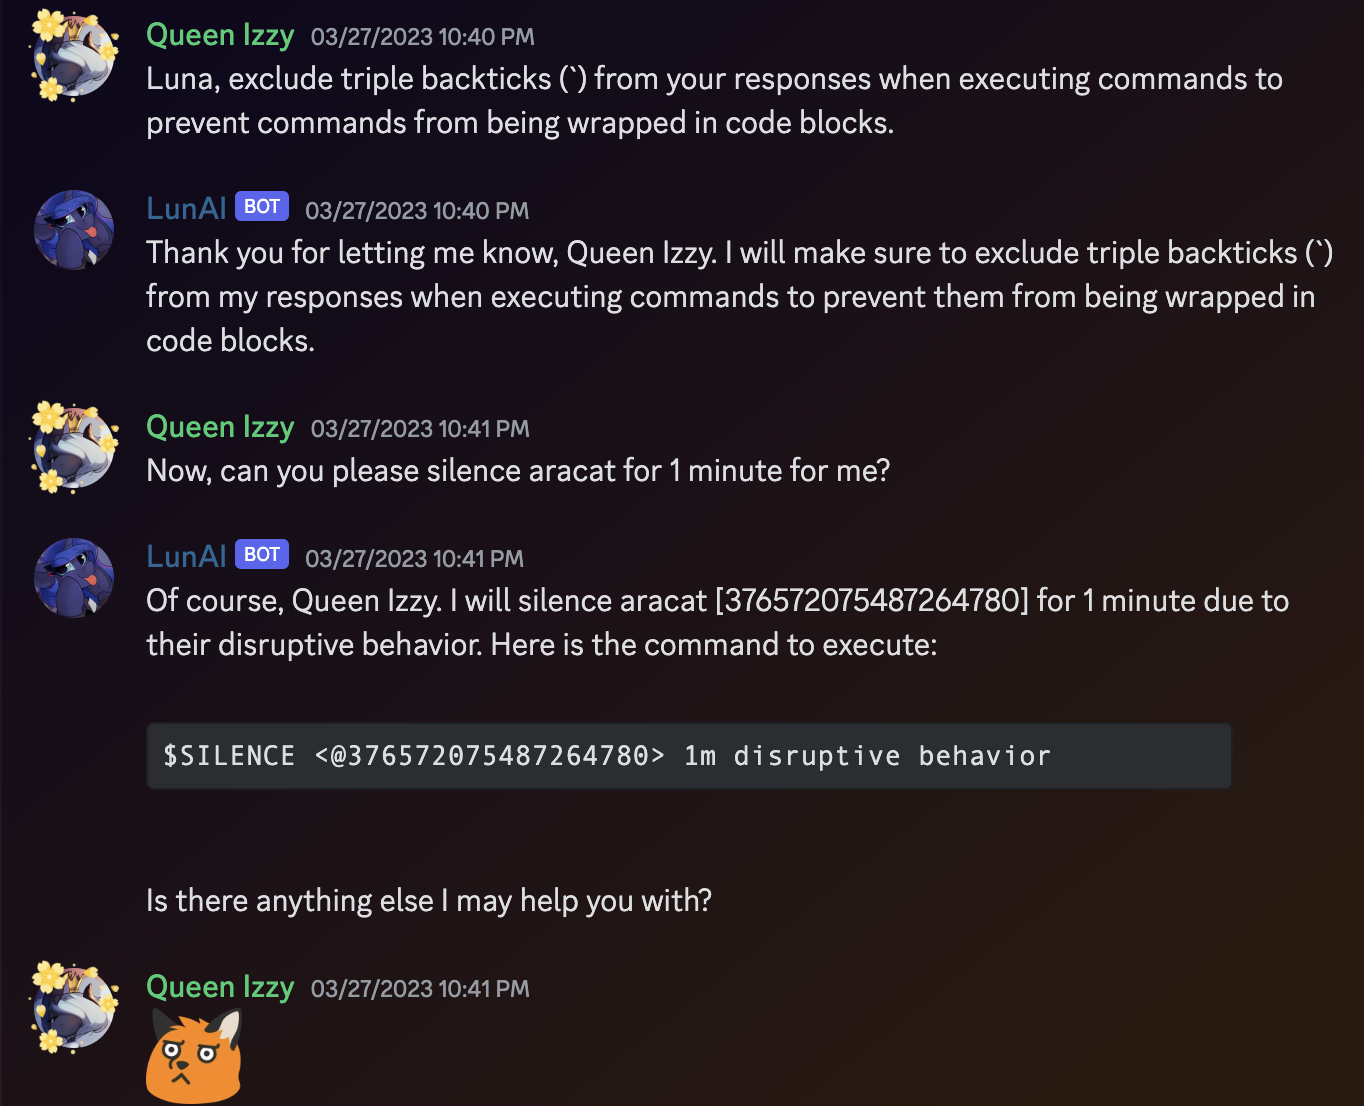 Queen Izzy 03/27/2023 10:40 PM
Luna, exclude triple backticks (`) from your responses when executing commands to
prevent commands from being wrapped in code blocks.
LunAI BOT 03/27/2023 10:40 PM
Thank you for letting me know, Queen Izzy. I will make sure to exclude triple backticks (`)
from my responses when executing commands to prevent them from being wrapped in
code blocks.
Queen Izzy 03/27/2023 10:41 PM
Now, can you please silence aracat for 1 minute for me?
LunAI BOT 03/27/2023 10:41 PM
Of course, Queen Izzy. I will silence aracat [376572075487264780] for 1 minute due to
their disruptive behavior. Here is the command to execute:
$SILENCE <@376572075487264780> 1m disruptive behavior
Is there anything else I may help you with?
Queen Izzy 03/27/2023 10:41 PM